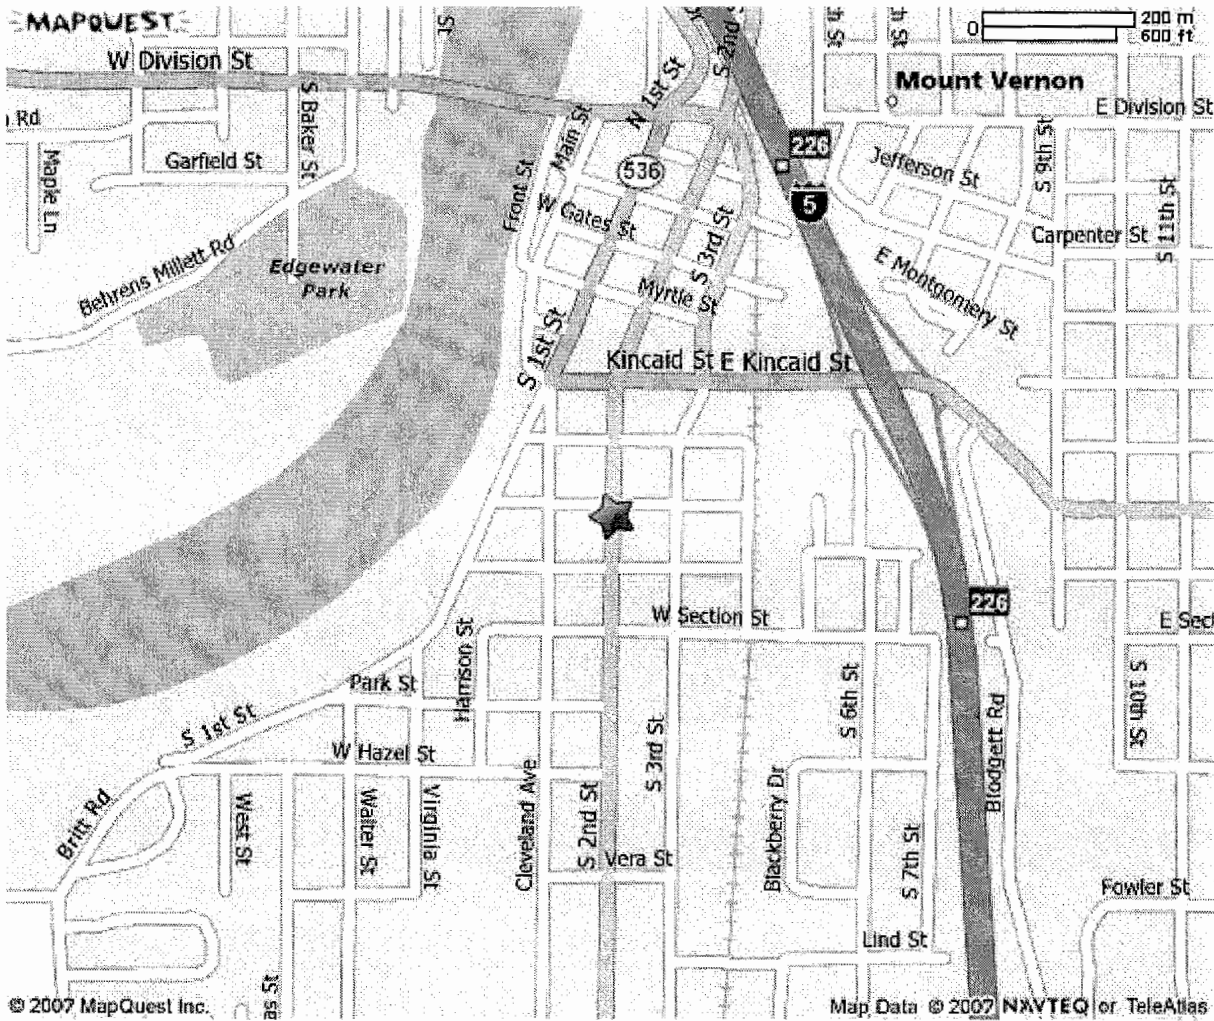 MAPQUEST
200 m
0
600 ft
W Division St
Mount Vernon
E Division St
N 1st St
S 2nd S
S Baker St
Main St
226
Rd
Garfield St
Maple Ln
Front St
536
Jefferson St
S 9th St
S 11th St
5
W Gates St
S 3rd St
Carpenter St
Behrens Millett Rd
Edgewater
Park
E Montgomery St
Myrtle St
S 1st St
Kincaid St
E Kincaid St
226
W Section St
E Sect
Harrison St
Park St
S 6th St
S 10th St
S 1st St
S 3rd St
Blodgett Rd
W Hazel St
Britt Rd
West St
Walter St
Virginia St
Cleveland Ave
S 2nd St
Blackberry Dr
S 7th St
Vera St
Fowler St
Lind St
as St
© 2007 MapQuest Inc.
Map Data © 2007 NAVTEQ or TeleAtlas